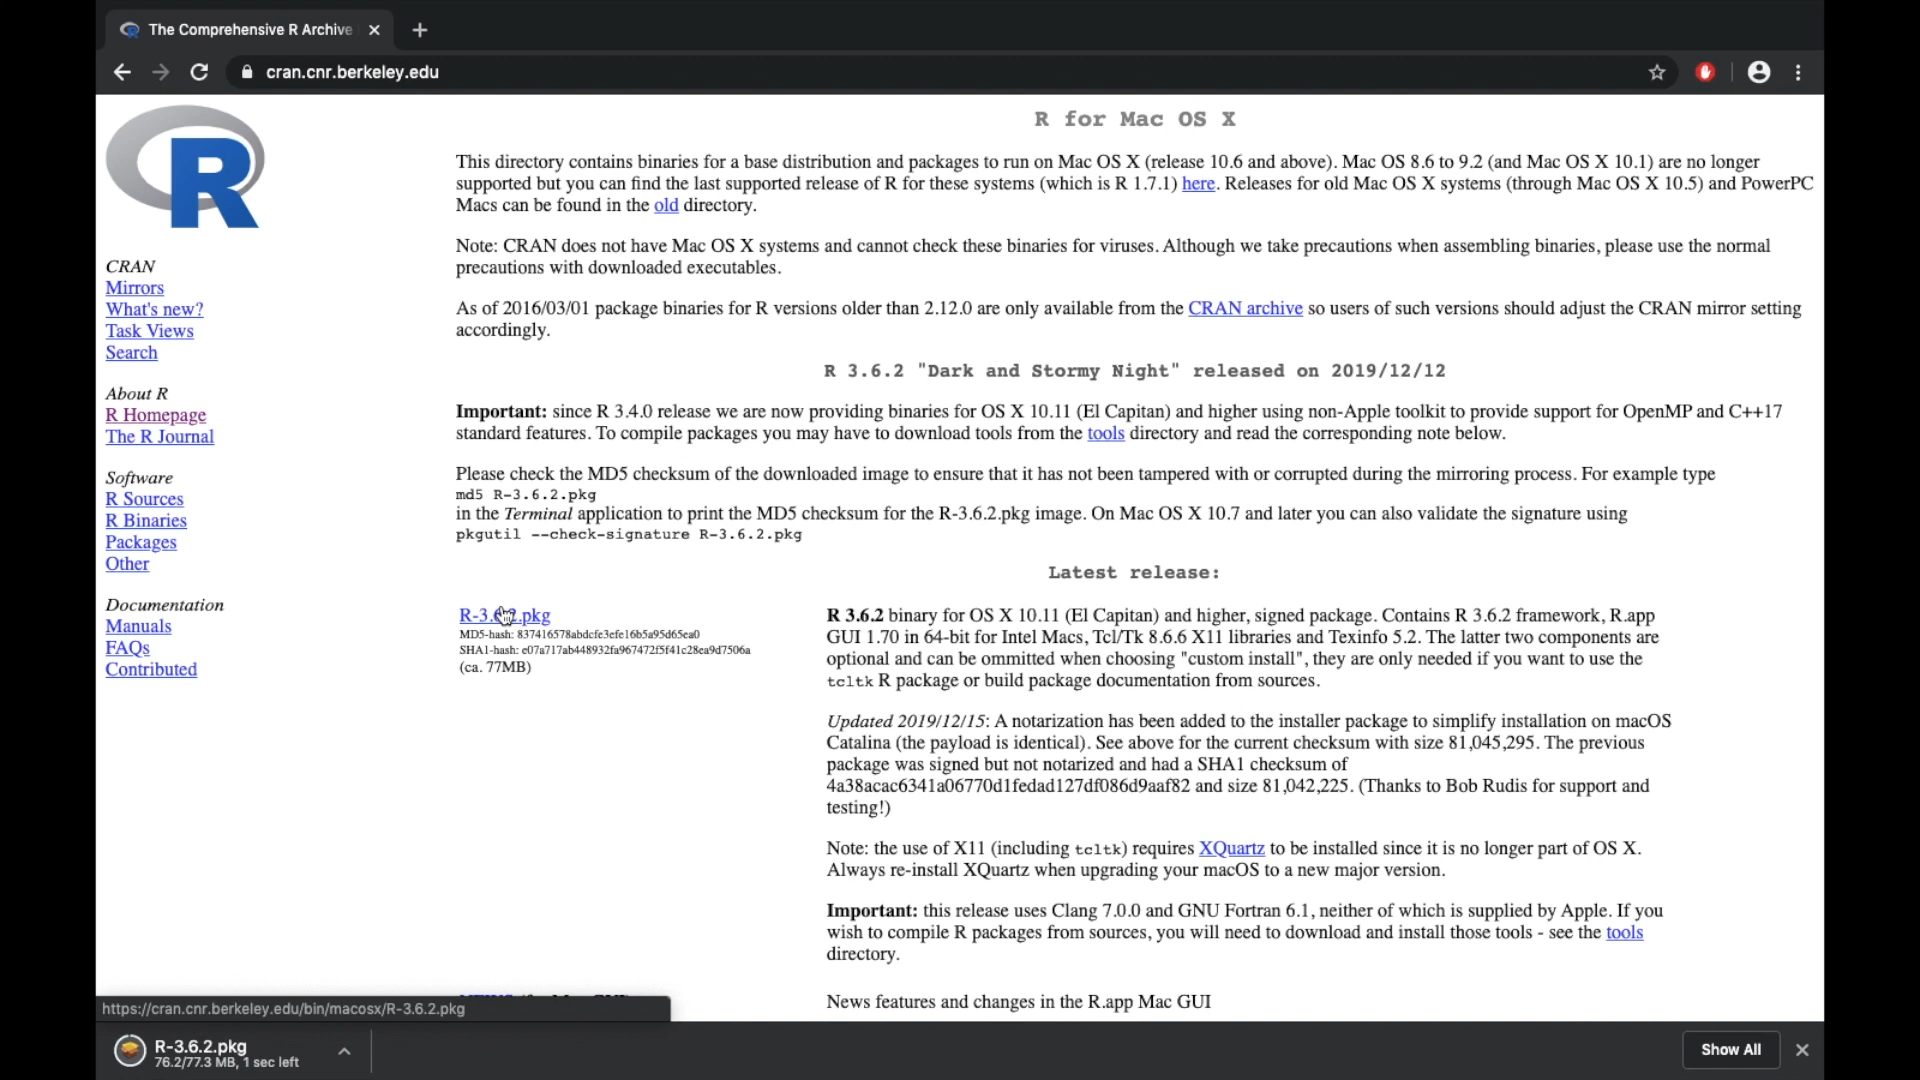 The Comprehensive R Archive
cran.cnr.berkeley.edu
R
CRAN
Mirrors
What's new?
Task Views
Search
About R
R Homepage
The R Journal
Software
R Sources
R Binaries
Packages
Other
Documentation
Manuals
FAQs
Contributed
R for Mac OS X
This directory contains binaries for a base distribution and packages to run on Mac OS X (release 10.6 and above). Mac OS 8.6 to 9.2 (and Mac OS X 10.1) are no longer
supported but you can find the last supported release of R for these systems (which is R 1.7.1) here. Releases for old Mac OS X systems (through Mac OS X 10.5) and PowerPC
Macs can be found in the old directory.
Note: CRAN does not have Mac OS X systems and cannot check these binaries for viruses. Although we take precautions when assembling binaries, please use the normal
precautions with downloaded executables.
As of 2016/03/01 package binaries for R versions older than 2.12.0 are only available from the CRAN archive so users of such versions should adjust the CRAN mirror setting
accordingly.
R 3.6.2 "Dark and Stormy Night" released on 2019/12/12
Important: since R 3.4.0 release we are now providing binaries for OS X 10.11 (El Capitan) and higher using non-Apple toolkit to provide support for OpenMP and C++17
standard features. To compile packages you may have to download tools from the tools directory and read the corresponding note below.
Please check the MD5 checksum of the downloaded image to ensure that it has not been tampered with or corrupted during the mirroring process. For example type
md5 R-3.6.2.pkg
in the Terminal application to print the MD5 checksum for the R-3.6.2.pkg image. On Mac OS X 10.7 and later you can also validate the signature using
pkgutil --check-signature R-3.6.2.pkg
Latest release:
R-3.6.2.pkg
MD5-hash: 837416578abdcfe3efe16b5a95d65ea0
SHA1-hash: e07a717ab448932fa967472f5f41c28ea9d7506a
(ca. 77MB)
R 3.6.2 binary for OS X 10.11 (El Capitan) and higher, signed package. Contains R 3.6.2 framework, R.app
GUI 1.70 in 64-bit for Intel Macs, Tcl/Tk 8.6.6 X11 libraries and Texinfo 5.2. The latter two components are
optional and can be ommitted when choosing "custom install", they are only needed if you want to use the
tcltk R package or build package documentation from sources.
Updated 2019/12/15: A notarization has been added to the installer package to simplify installation on macOS
Catalina (the payload is identical). See above for the current checksum with size 81,045,295. The previous
package was signed but not notarized and had a SHA1 checksum of
4a38acac6341a06770d1fedad127df086d9aaf82 and size 81,042,225. (Thanks to Bob Rudis for support and
testing!)
Note: the use of X11 (including tcltk) requires XQuartz to be installed since it is no longer part of OS X.
Always re-install XQuartz when upgrading your macOS to a new major version.
Important: this release uses Clang 7.0.0 and GNU Fortran 6.1, neither of which is supplied by Apple. If you
wish to compile R packages from sources, you will need to download and install those tools - see the tools
directory.
News features and changes in the R.app Mac GUI
https://cran.cnr.berkeley.edu/bin/macosx/R-3.6.2.pkg
R-3.6.2.pkg
76.2/77.3 MB, 1 sec left
Show All